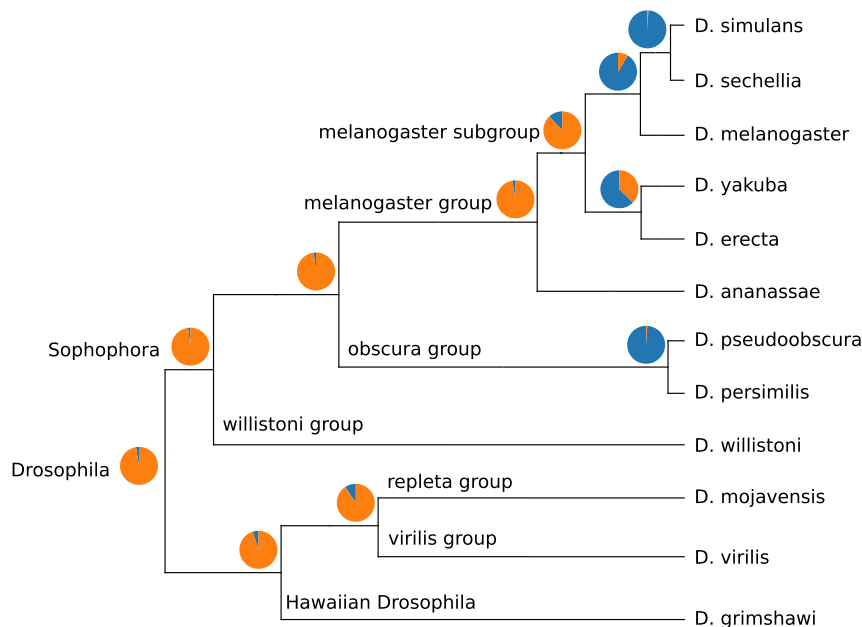 D. simulans
D. sechellia
melanogaster subgroup
D. melanogaster
D. yakuba
melanogaster group
D. erecta
D. ananassae
D. pseudoobscura
Sophophora
obscura group
D. persimilis
willistoni group
D. willistoni
Drosophila
repleta group
D. mojavensis
virilis group
D. virilis
Hawaiian Drosophila
D. grimshawi